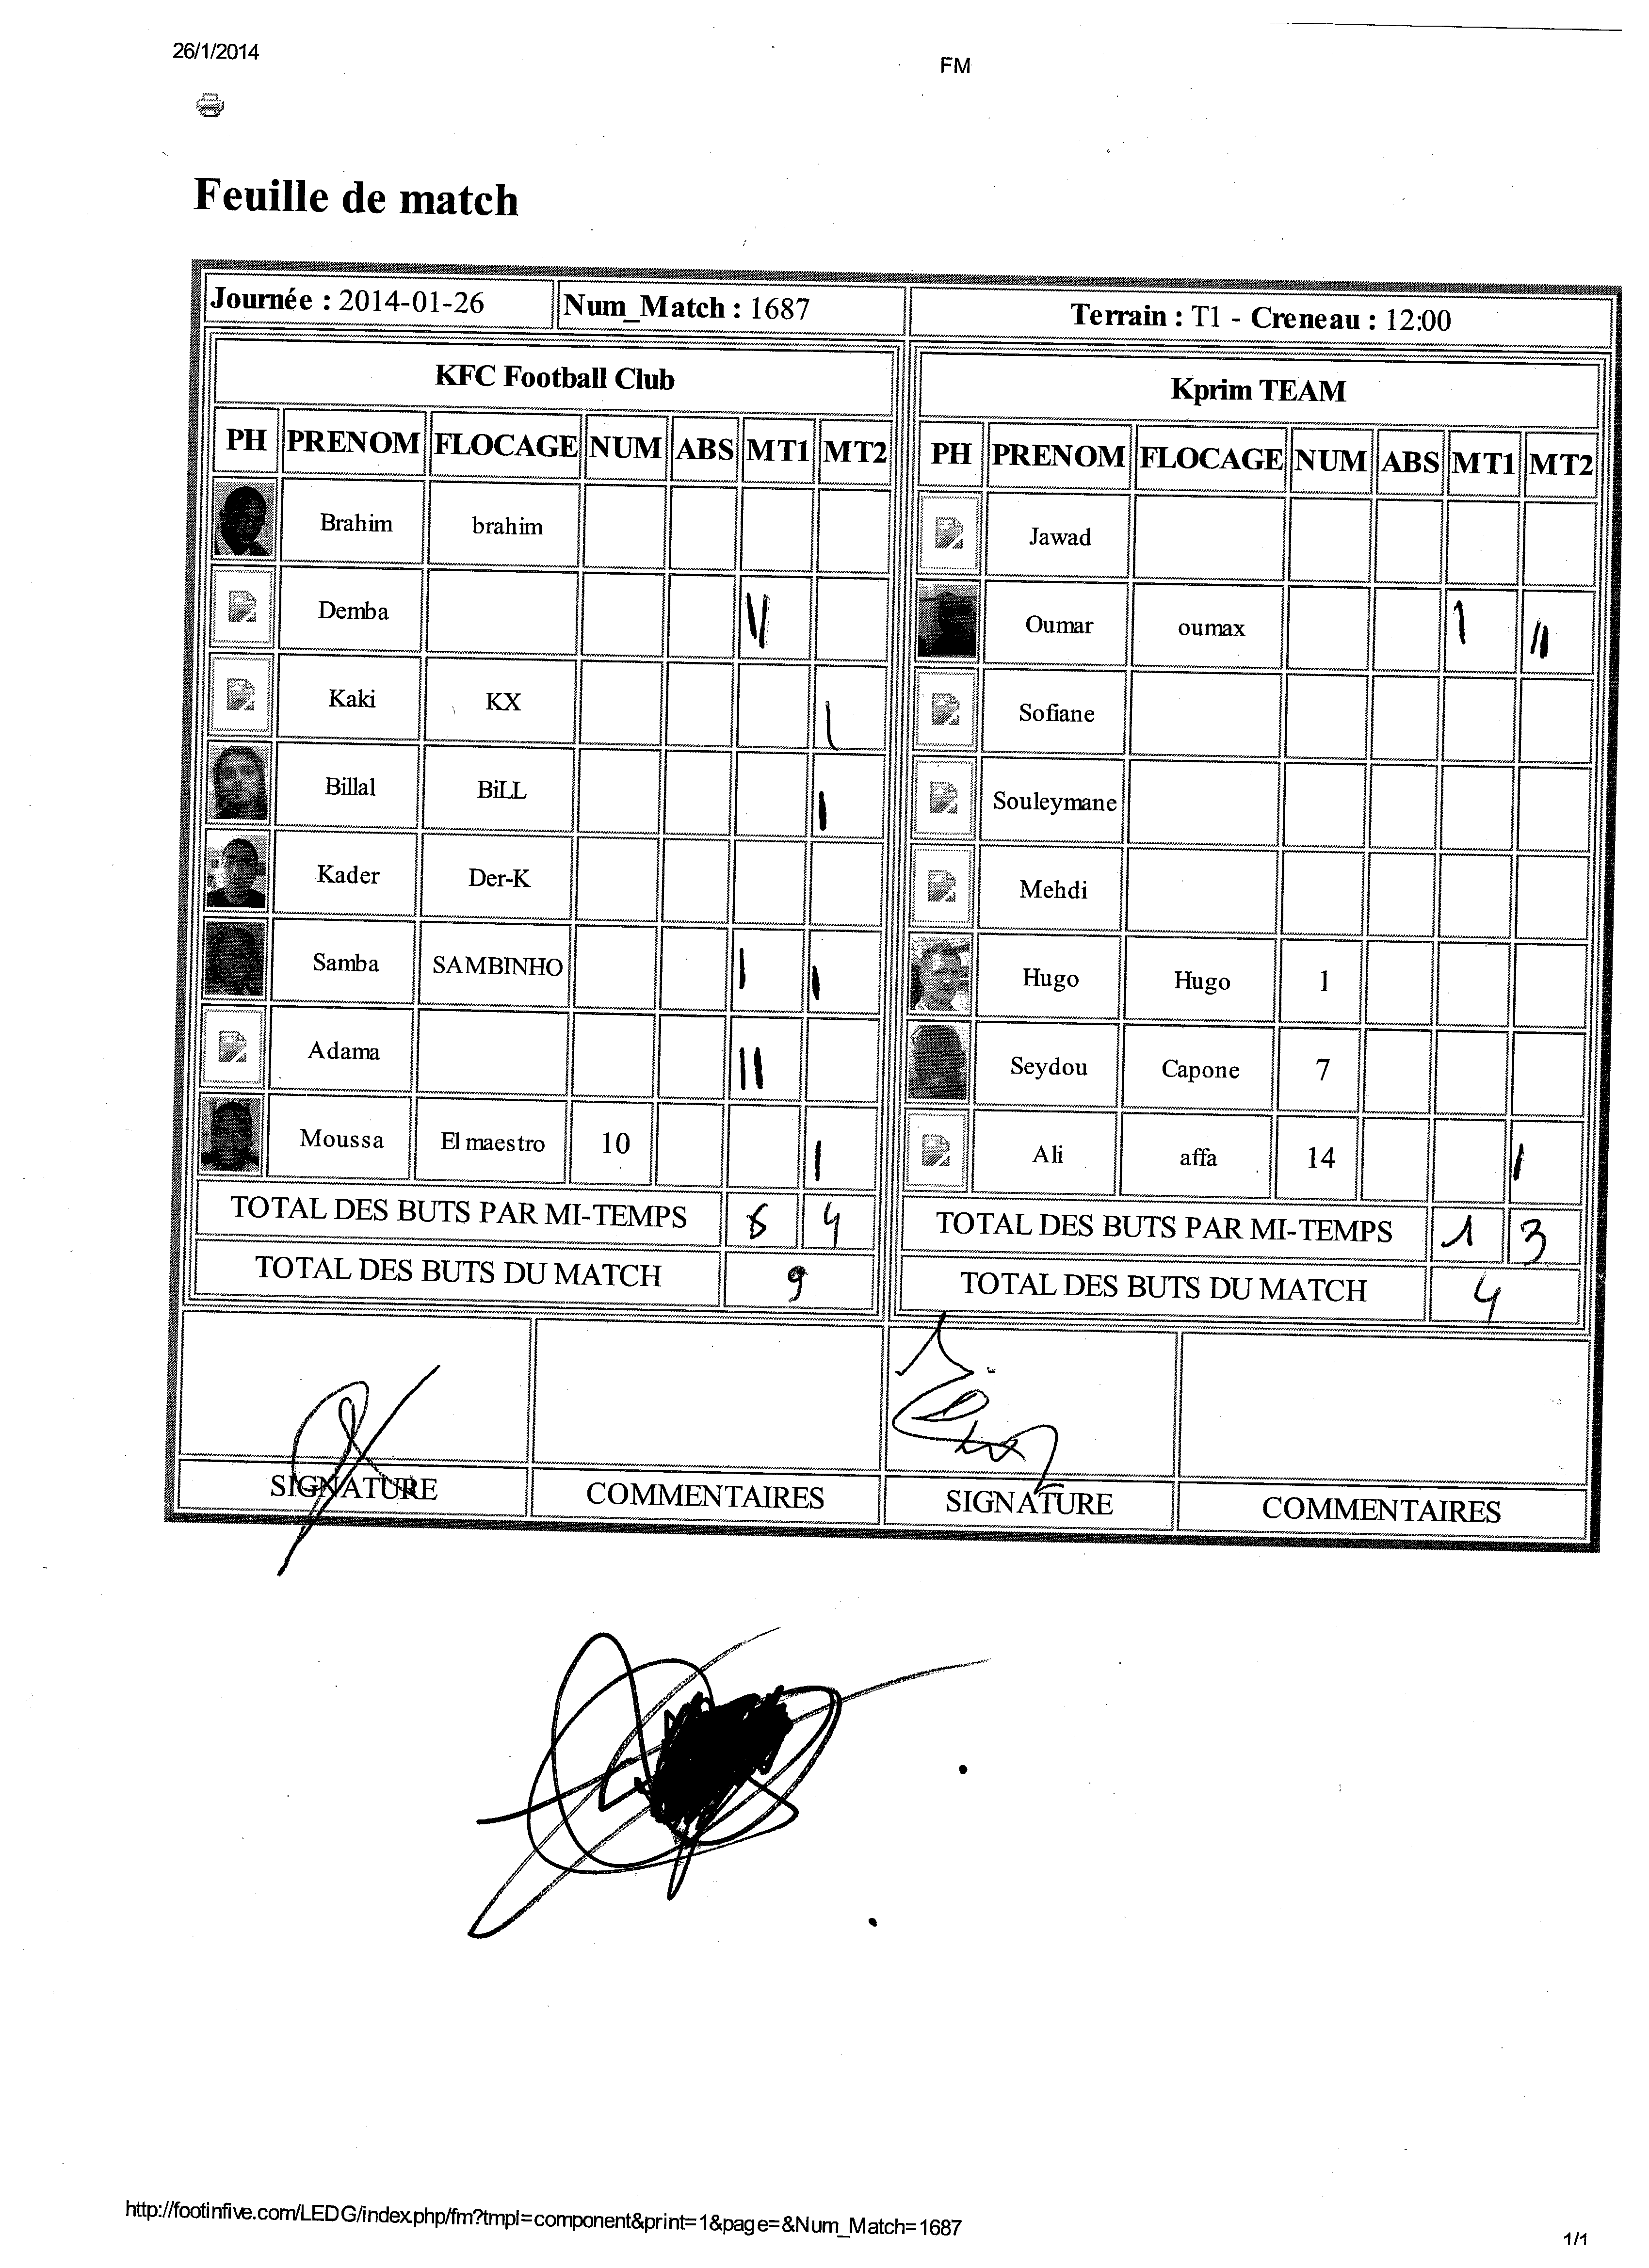 26/1/2014
FM
Feuille de match
Journée : 2014-01-26 Num_Match : 1687 Terrain : T1 - Creneau : 12:00
KFC Football Club Kprim TEAM
PH PRENOM FLOCAGE NUM ABS MT1 MT2 PH PRENOM FLOCAGE NUM ABS MT1 MT2
Brahim brahim Jawad
Demba \// Oumar oumax 1 11
Kaki KX 1 Sofiane
Billal BiLL 1 Souleymane
Kader Der-K Mehdi
Samba SAMBINHO 1 1 Hugo Hugo 1
Adama 11 Seydou Capone 7
Moussa El maestro 10 1 Ali affa 14 1
TOTAL DES BUTS PAR MI-TEMPS 4 TOTAL DES BUTS PAR MI-TEMPS 1 3
TOTAL DES BUTS DU MATCH 9 TOTAL DES BUTS DU MATCH 4
SIGNATURE COMMENTAIRES SIGNATURE COMMENTAIRES
http://footinfive.com/LEDG/index.php/fm?tmpl=component&print=1&page=&Num_Match=1687
1/1